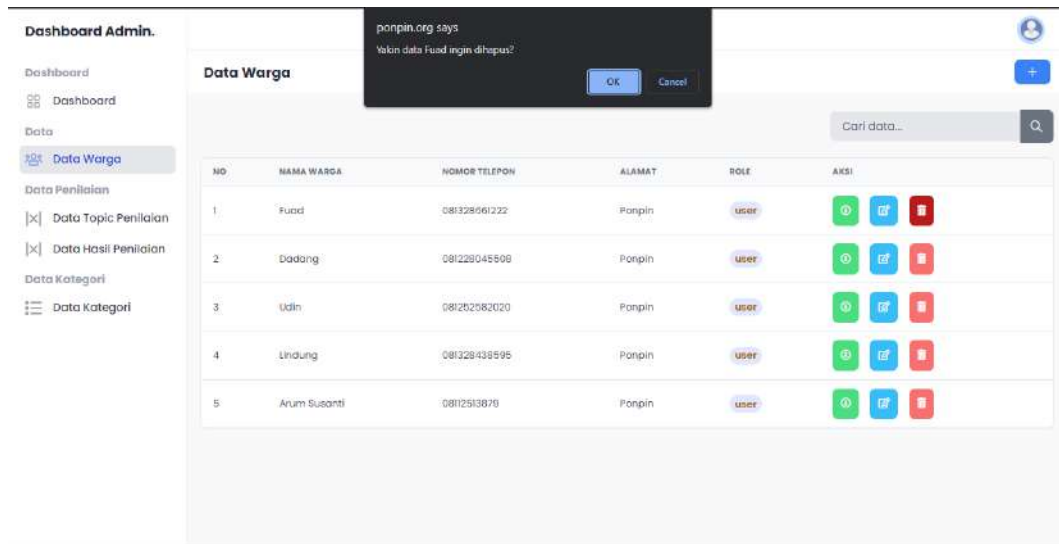 Dashboard Admin.
ponpin.org says
Yakin data Fuad ingin dihapus?
OK Cancel
Dashboard
Dashboard
Data
Data Warga
Data Penilaian
Data Topic Penilaian
Data Hasil Penilaian
Data Kategori
Data Kategori
Data Warga
+
Cari data...
NO NAMA WARGA NOMOR TELEPON ALAMAT ROLE AKSI
1 Fuad 081328661222 Ponpin user
2 Dadang 081228045508 Ponpin user
3 Udin 081252582020 Ponpin user
4 Lindung 081328438595 Ponpin user
5 Arum Susanti 08112513879 Ponpin user